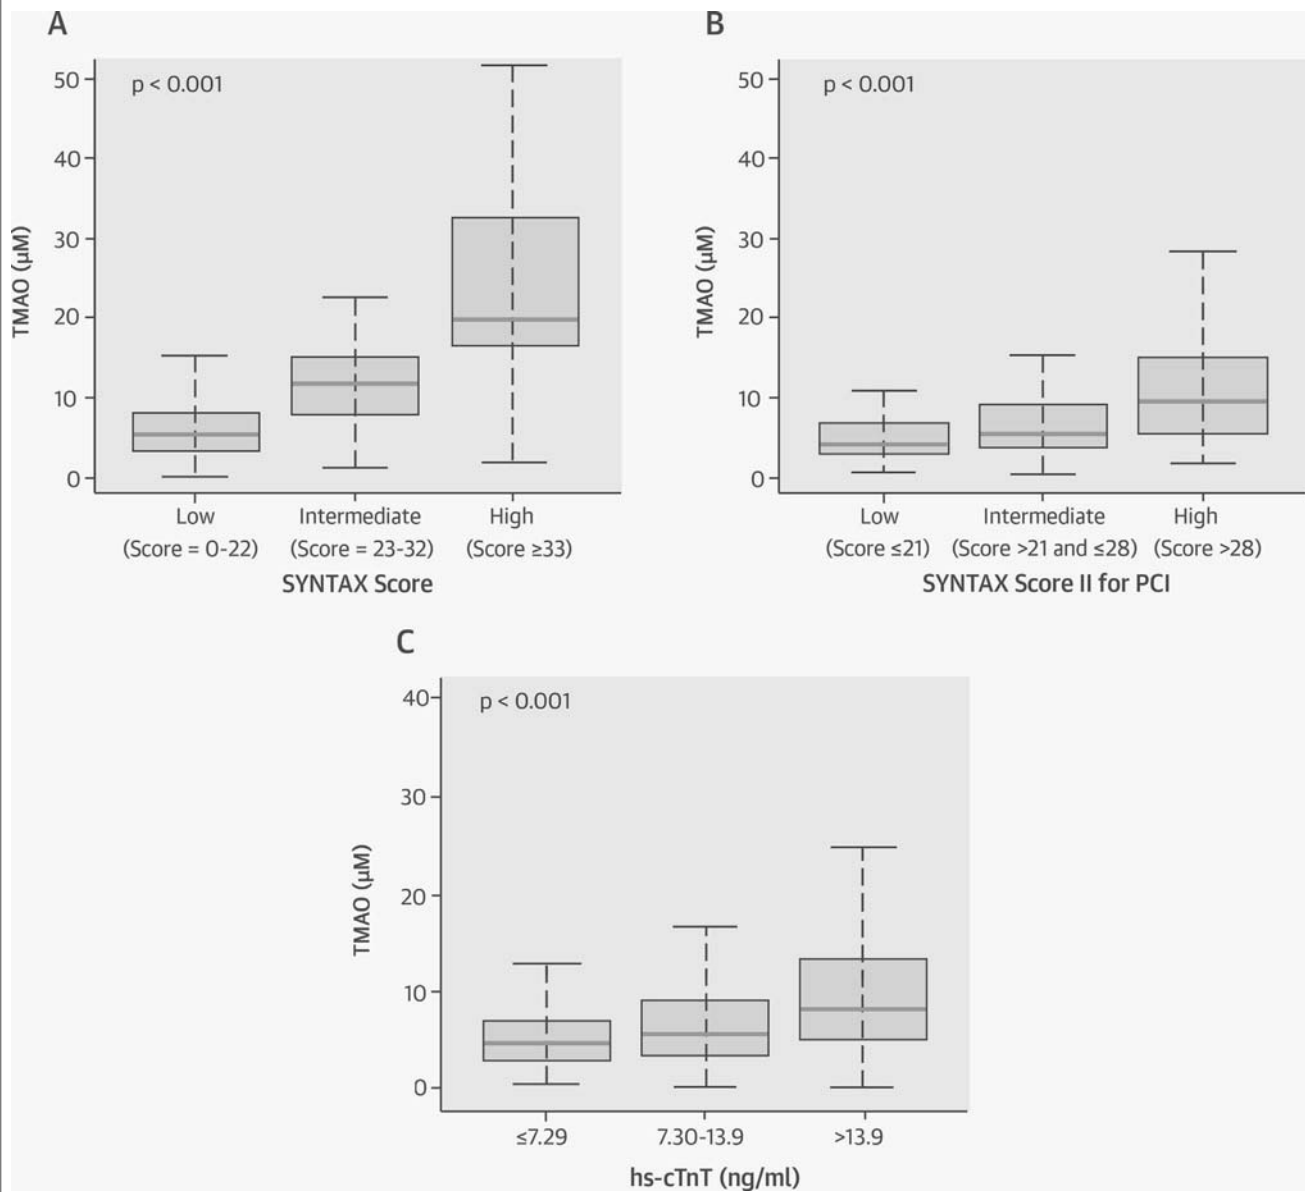 A
p < 0.001
TMAO (μM)
50
40
30
20
10
0
Low
(Score = 0-22)
Intermediate
(Score = 23-32)
High
(Score ≥33)
SYNTAX Score
B
p < 0.001
TMAO (μM)
50
40
30
20
10
0
Low
(Score ≤21)
Intermediate
(Score >21 and ≤28)
High
(Score >28)
SYNTAX Score II for PCI
C
p < 0.001
TMAO (μM)
40
30
20
10
0
≤7.29
7.30-13.9
>13.9
hs-cTnT (ng/ml)